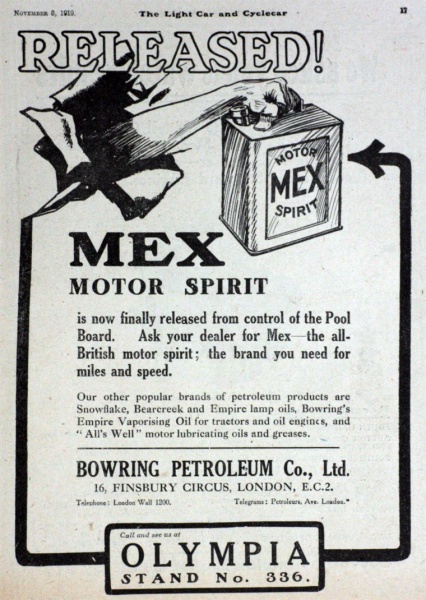 November 8, 1919. The Light Car and Cyclecar 17
RELEASED!
MOTOR
MEX
SPIRIT
MEX
MOTOR SPIRIT
is now finally released from control of the Pool
Board. Ask your dealer for Mex—the all-
British motor spirit; the brand you need for
miles and speed.
Our other popular brands of petroleum products are
Snowflake, Bearcreek and Empire lamp oils, Bowring's
Empire Vaporising Oil for tractors and oil engines, and
"All's Well" motor lubricating oils and greases.
BOWRING PETROLEUM Co., Ltd.
16, FINSBURY CIRCUS, LONDON, E.C.2.
Telephone: London Wall 1200. Telegrams: Petroleurs, Ave. London."
Call and see us at
OLYMPIA
STAND No. 336.